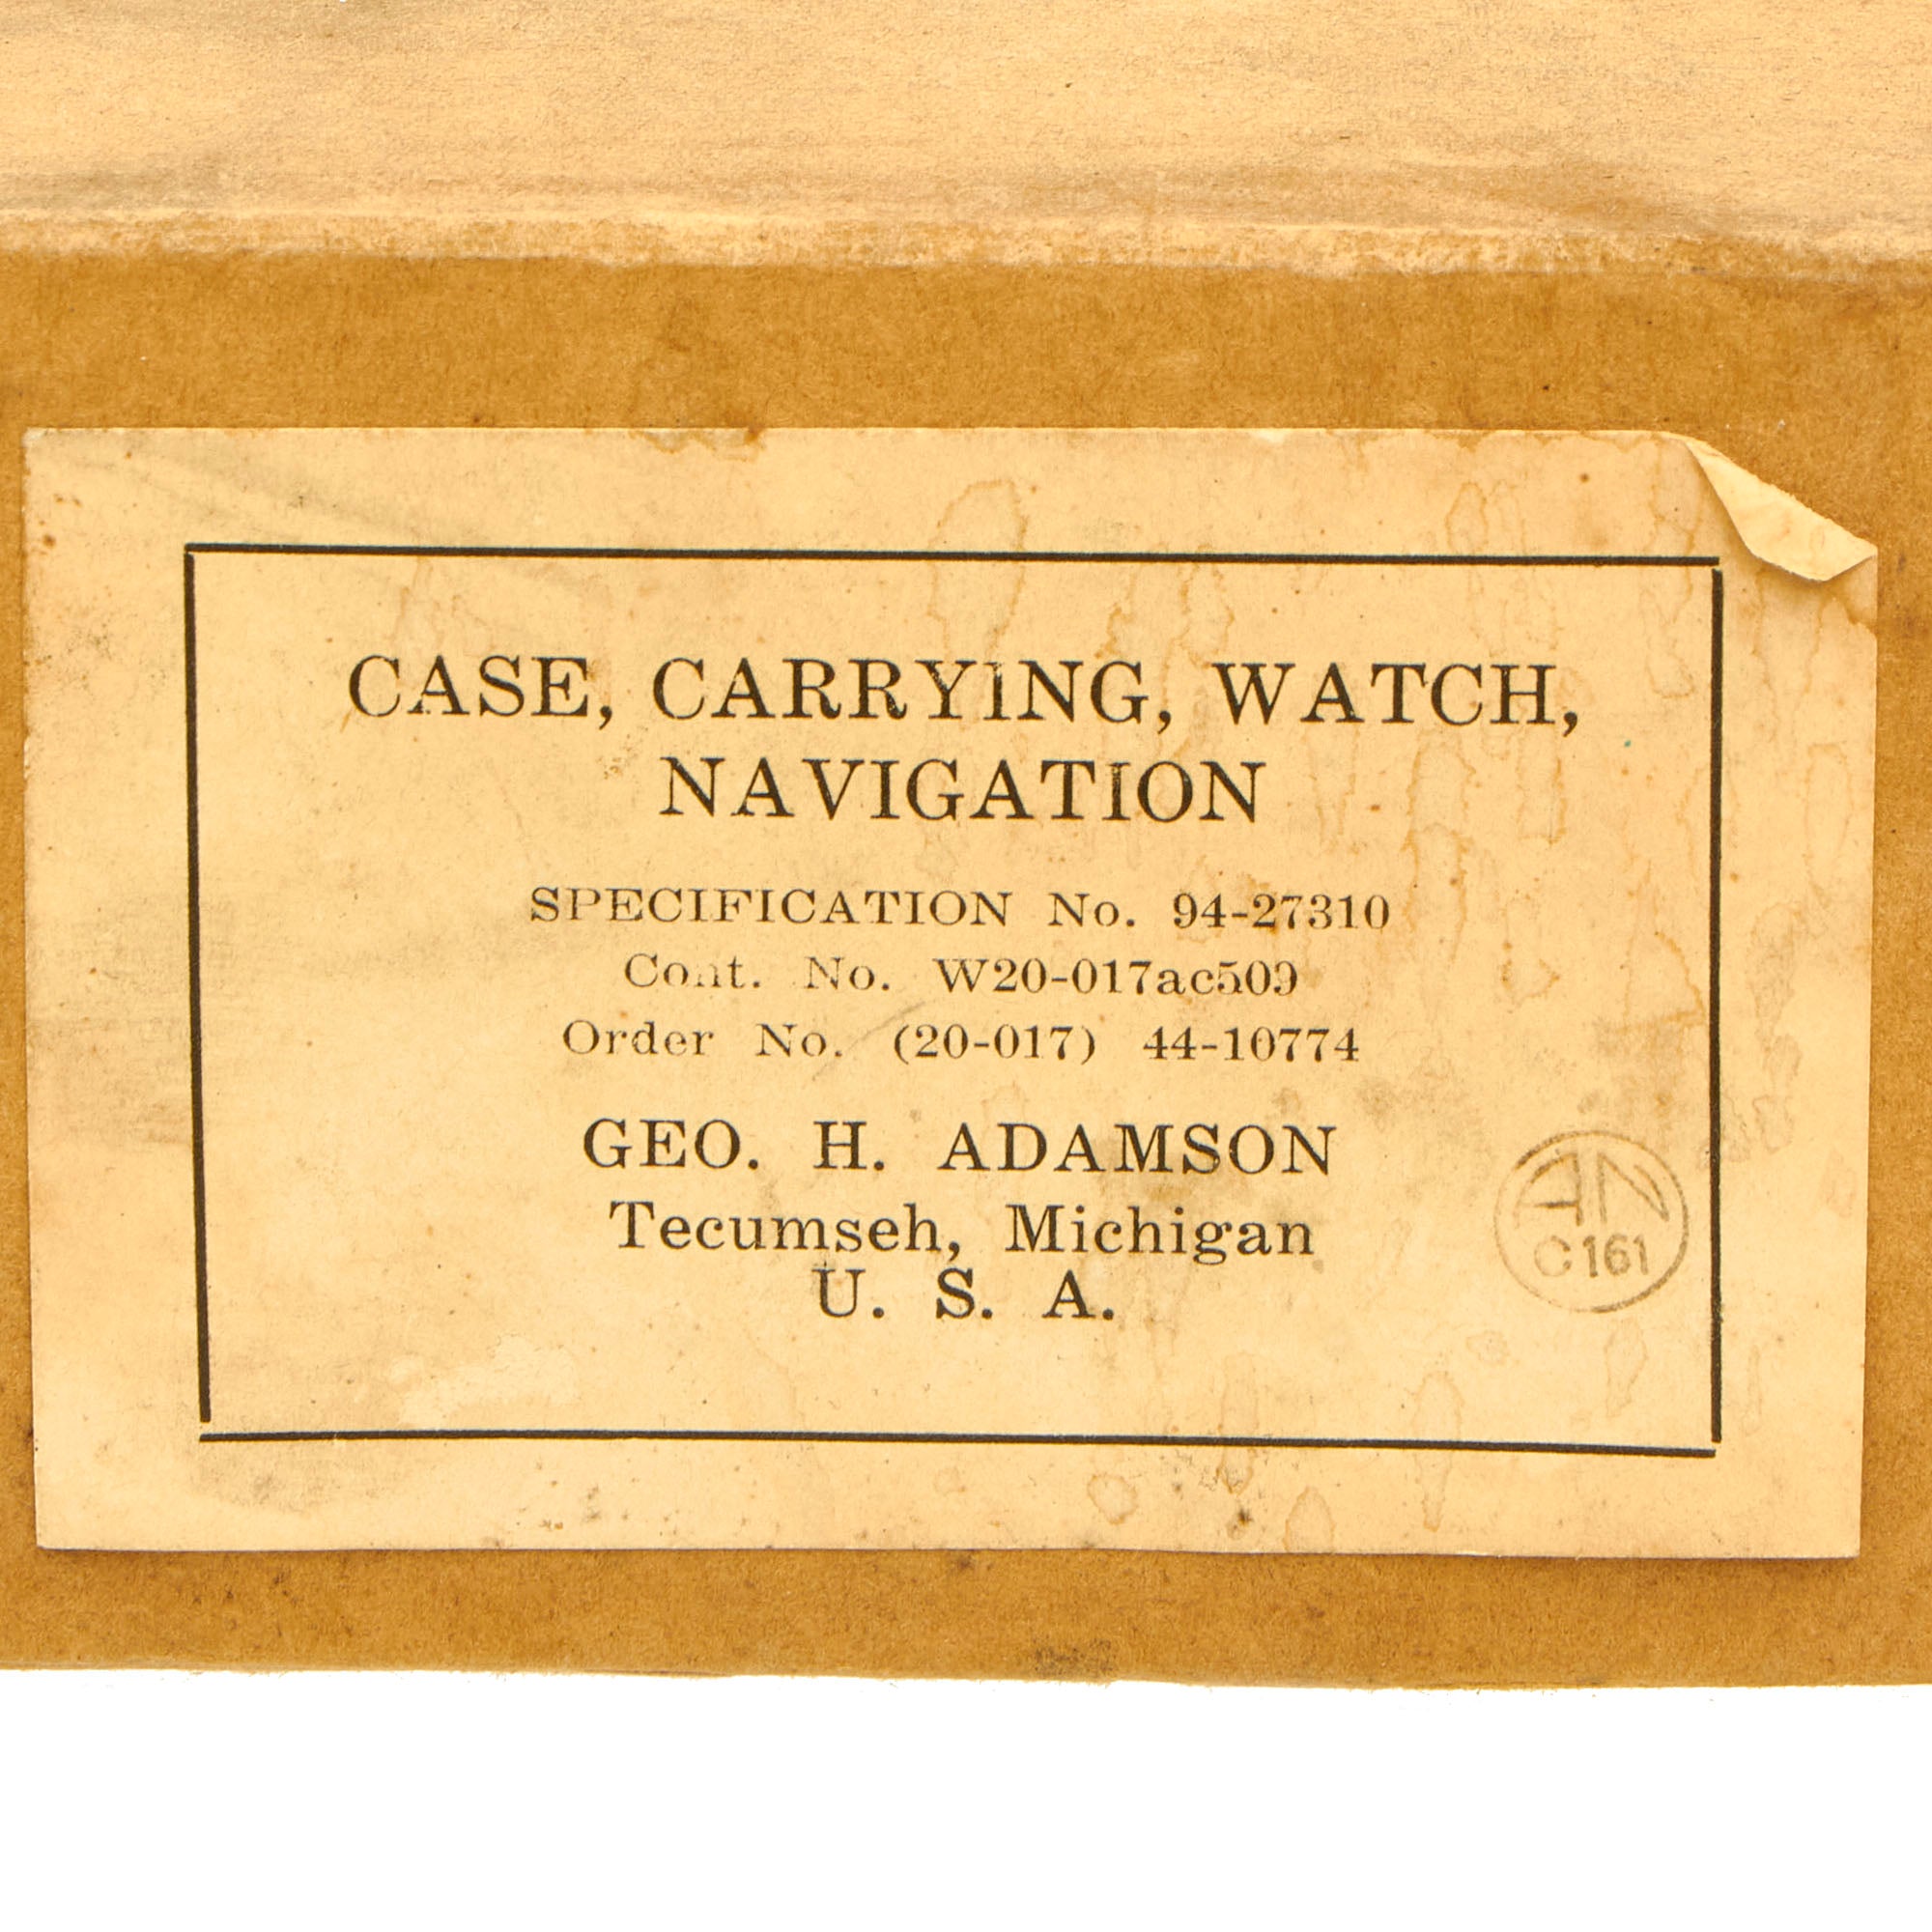 CASE, CARRYING, WATCH,
NAVIGATION
SPECIFICATION No. 94-27310
Cont. No. W20-017ac509
Order No. (20-017) 44-10774
GEO. H. ADAMSON
Tecumseh, Michigan
U. S. A.
AN
C 161